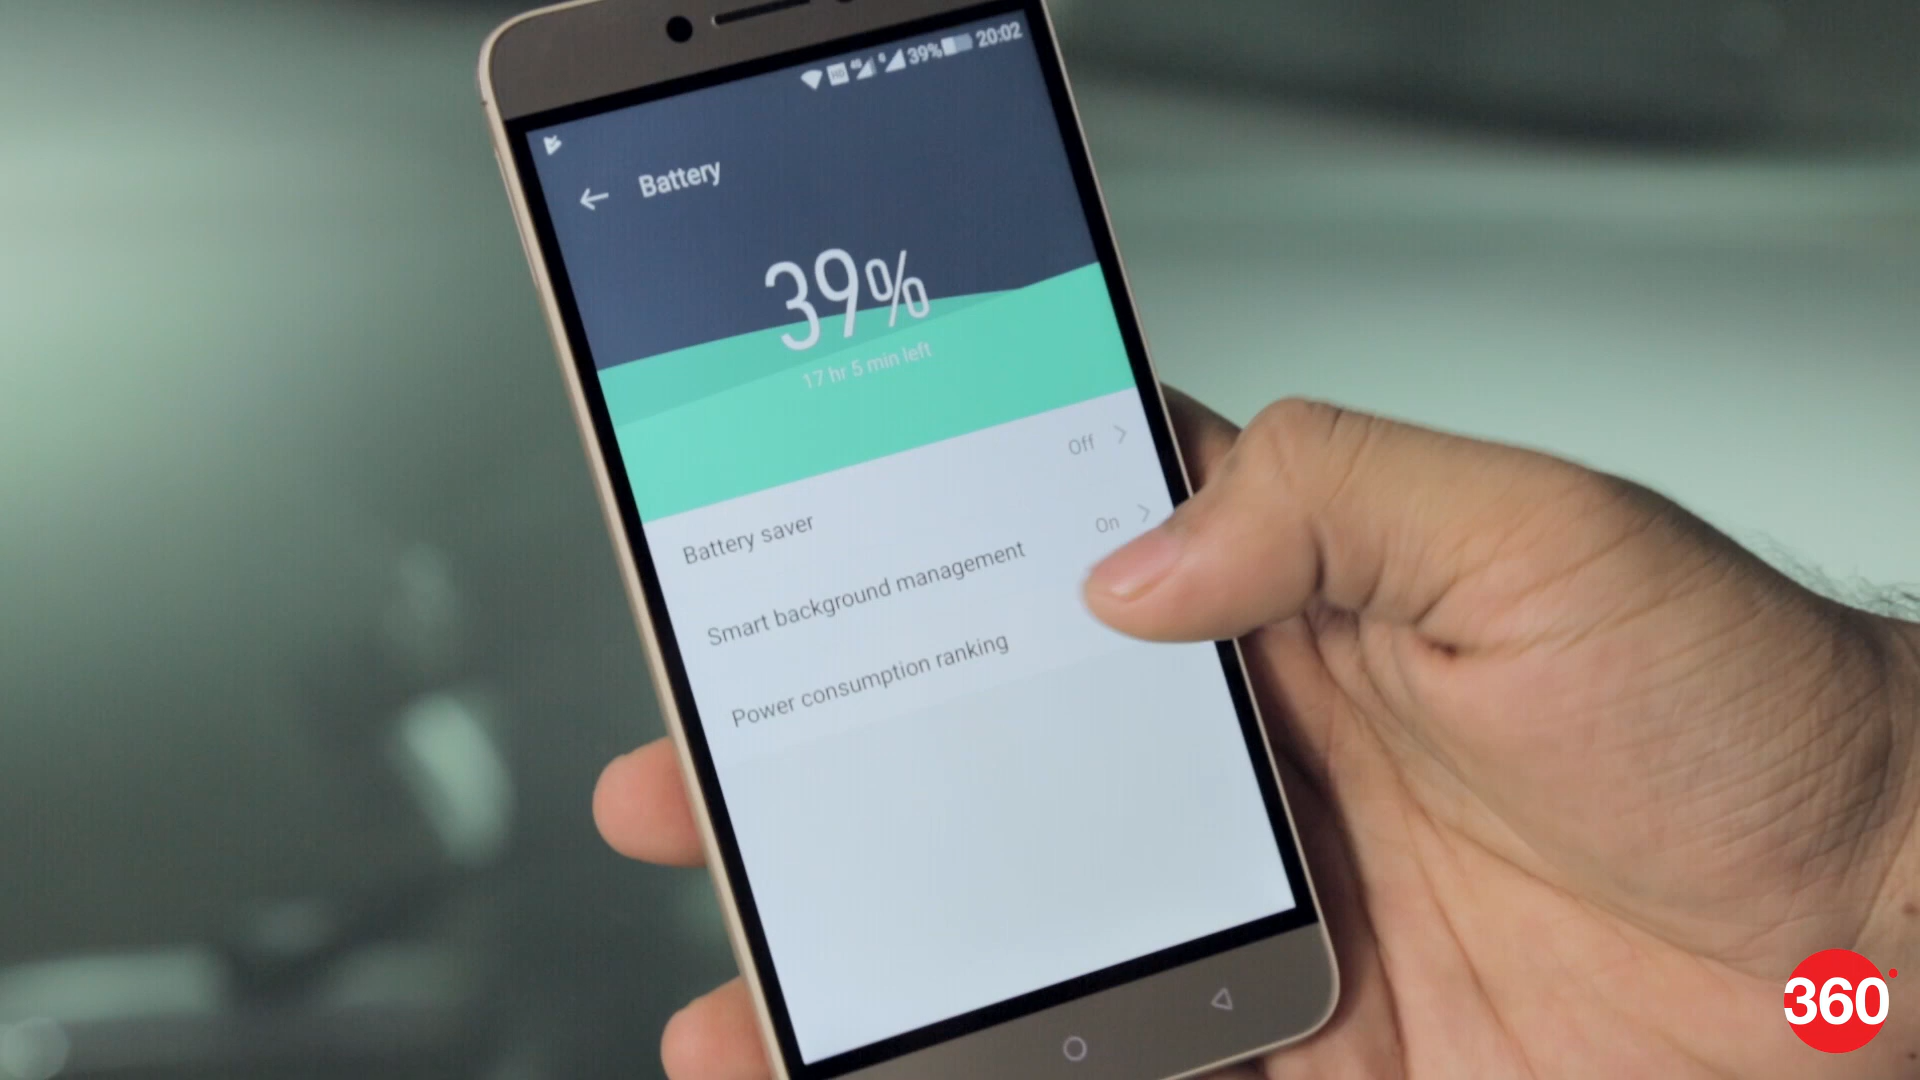 39% 20:02
Battery
39%
17 hr 5 min left
Battery saver Off
Smart background management On
Power consumption ranking
360